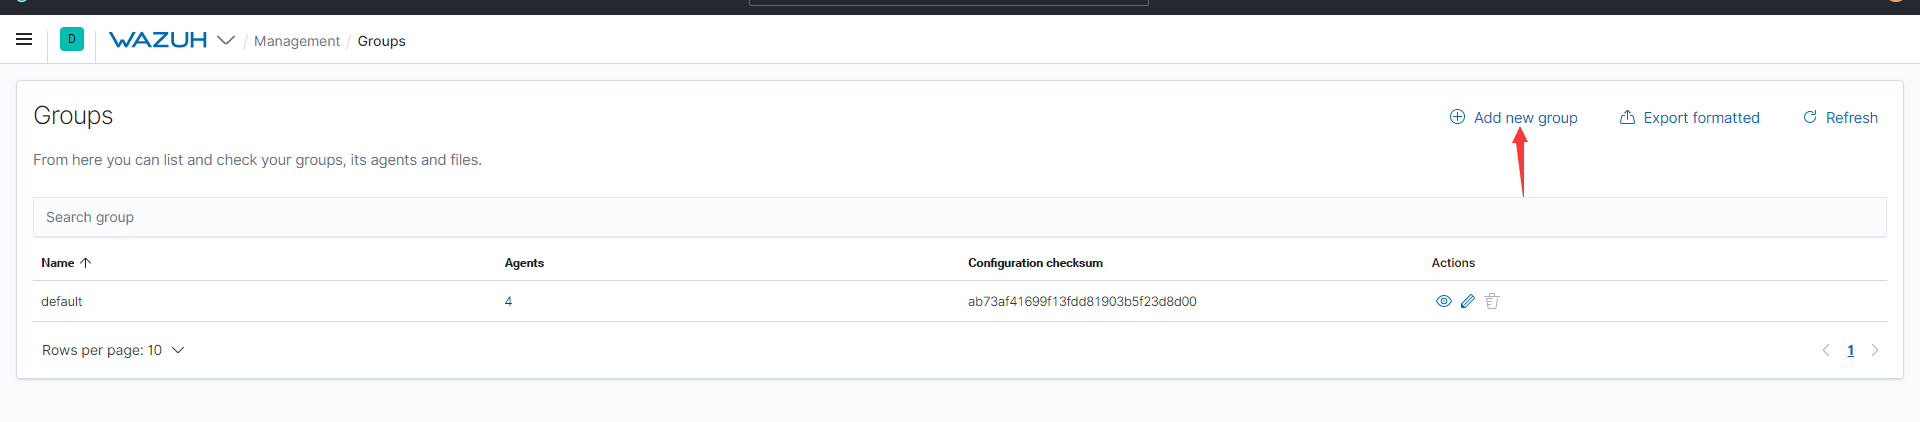 D WAZUH / Management / Groups
Groups
Add new group Export formatted Refresh
From here you can list and check your groups, its agents and files.
Search group
Name Agents Configuration checksum Actions
default 4 ab73af41699f13fdd81903b5f23d8d00
Rows per page: 10 1